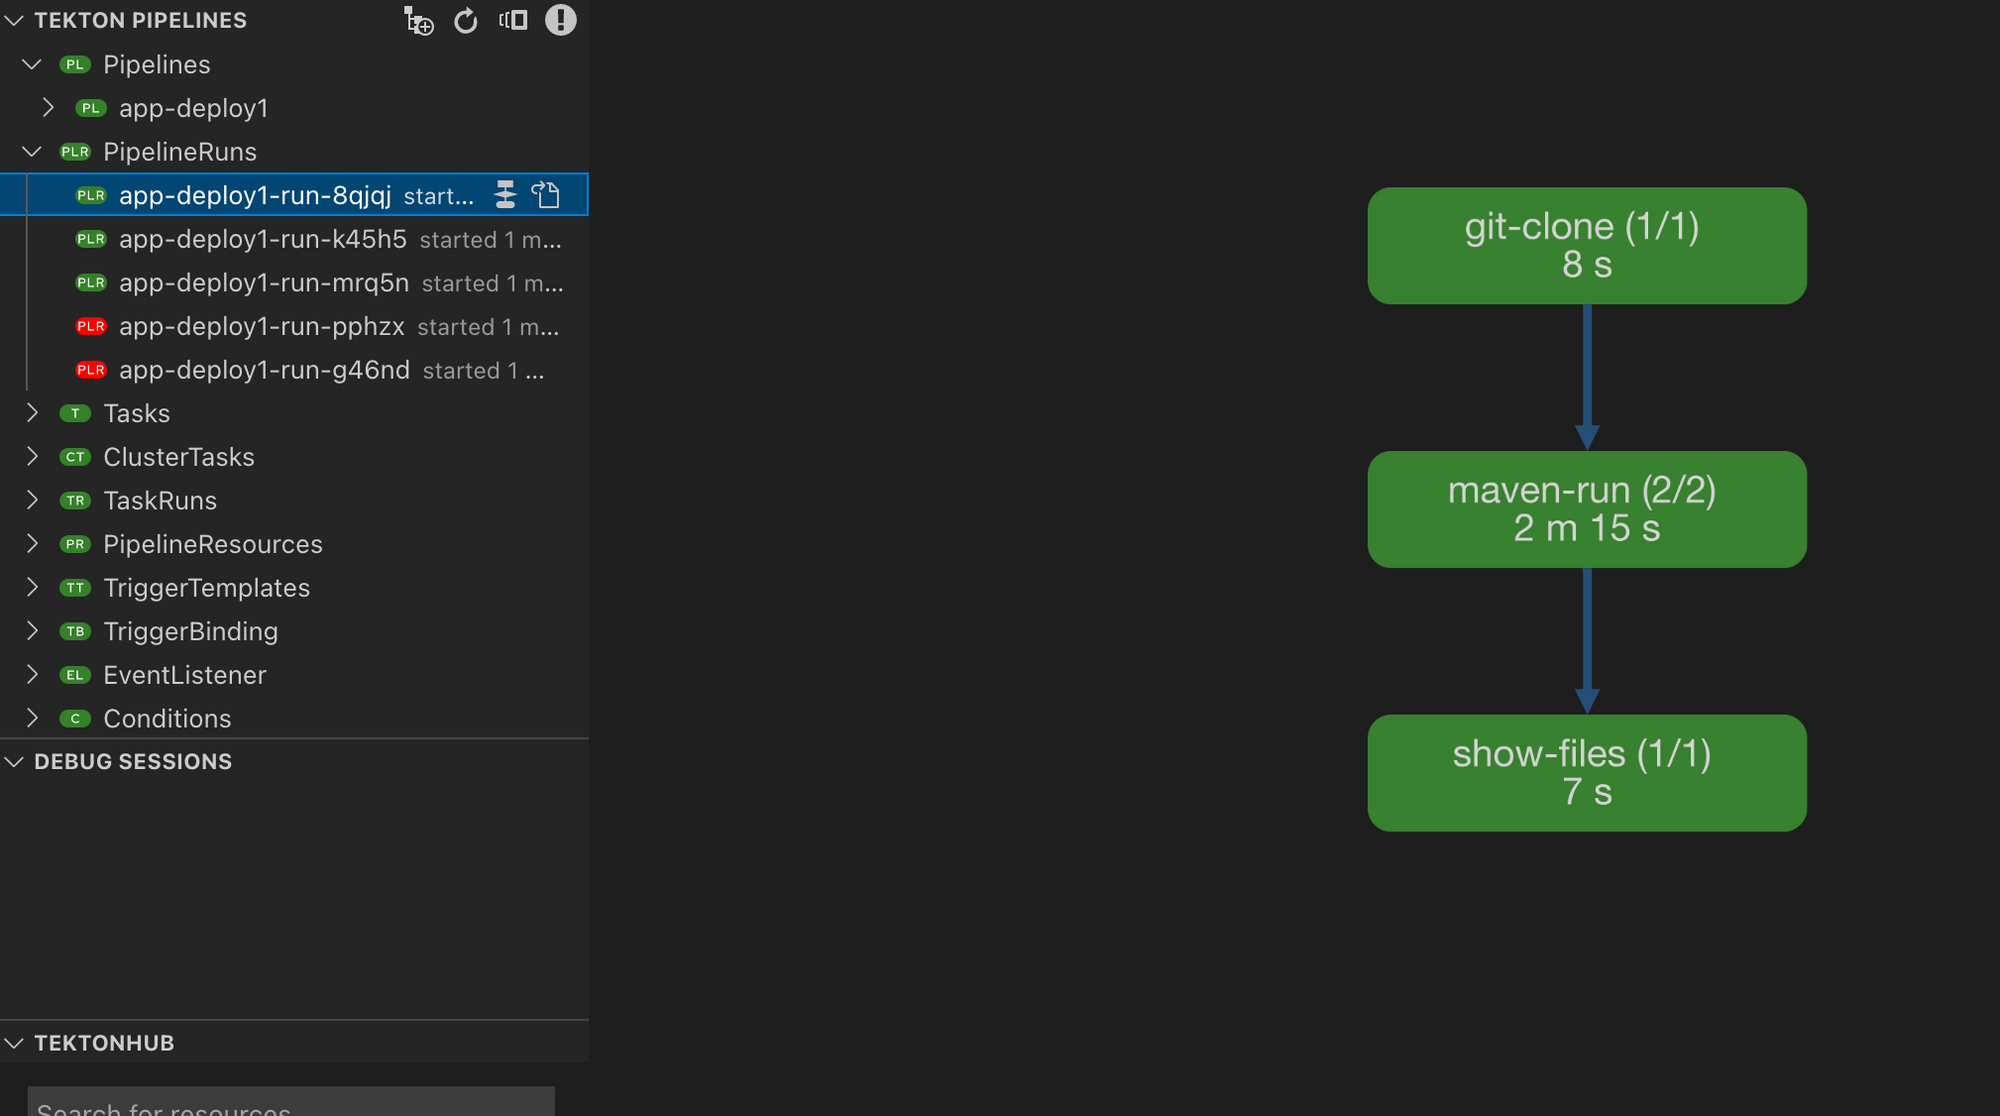 TEKTON PIPELINES
PL Pipelines
PL app-deploy1
PLR PipelineRuns
PLR app-deploy1-run-8qjqj start...
PLR app-deploy1-run-k45h5 started 1 m...
PLR app-deploy1-run-mrq5n started 1 m...
PLR app-deploy1-run-pphzx started 1 m...
PLR app-deploy1-run-g46nd started 1 ...
T Tasks
CT ClusterTasks
TR TaskRuns
PR PipelineResources
TT TriggerTemplates
TB TriggerBinding
EL EventListener
C Conditions
DEBUG SESSIONS
TEKTONHUB
Search for resources
git-clone (1/1)
8 s
maven-run (2/2)
2 m 15 s
show-files (1/1)
7 s